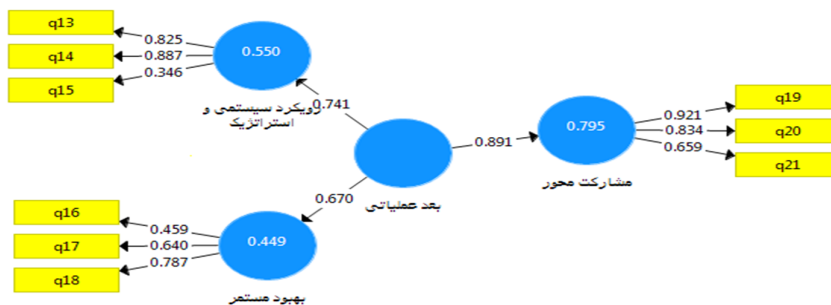 q13
q14
q15
0.825
0.887
0.346
0.550
رویکرد سیستمی و
استراتژیک
0.741
q19
q20
q21
0.921
0.834
0.659
0.795
مشارکت محور
0.891
بعد عملیاتی
0.670
q16
q17
q18
0.459
0.640
0.787
0.449
بهبود مستمر